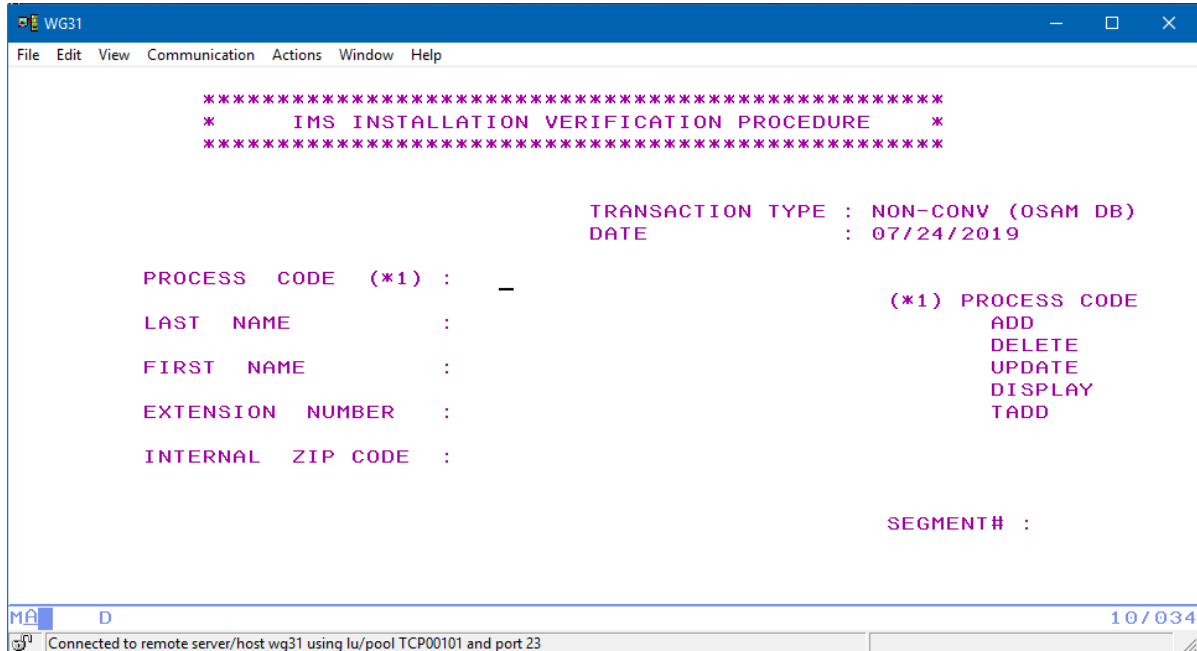 WG31
File Edit View Communication Actions Window Help
**************************************************
* IMS INSTALLATION VERIFICATION PROCEDURE *
**************************************************
TRANSACTION TYPE : NON-CONV (OSAM DB)
DATE : 07/24/2019
PROCESS CODE (*1) : _
(*1) PROCESS CODE
LAST NAME : ADD
DELETE
FIRST NAME : UPDATE
DISPLAY
EXTENSION NUMBER : TADD
INTERNAL ZIP CODE :
SEGMENT# :
MA D 10/034
Connected to remote server/host wg31 using lu/pool TCP00101 and port 23